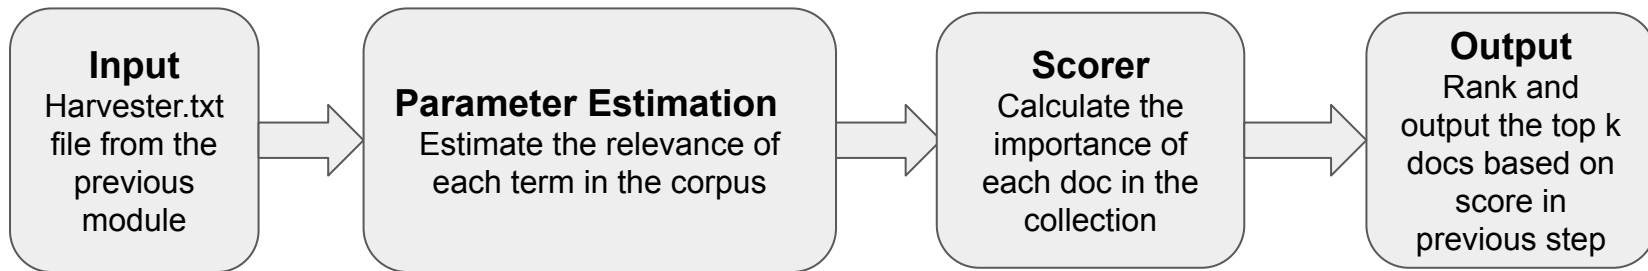 Input
Harvester.txt
file from the
previous
module
Parameter Estimation
Estimate the relevance of
each term in the corpus
Scorer
Calculate the
importance of
each doc in the
collection
Output
Rank and
output the top k
docs based on
score in
previous step